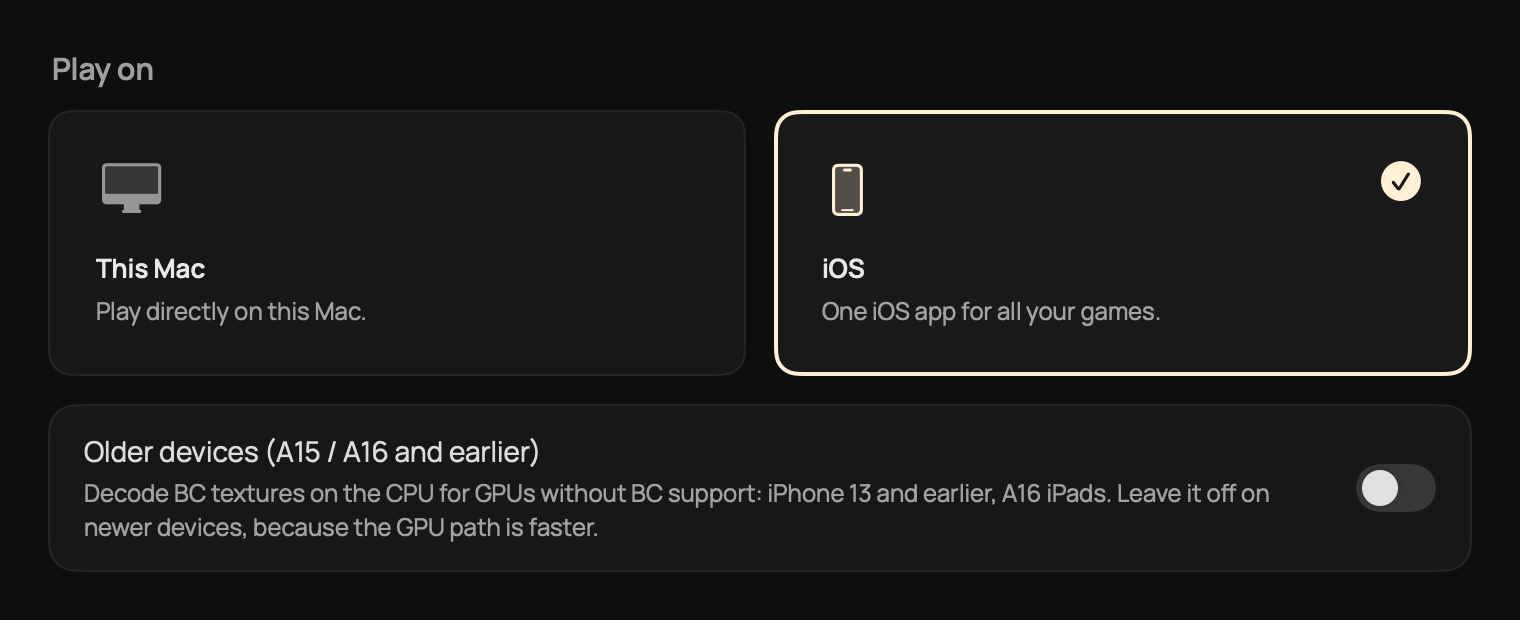 Play on
This Mac
Play directly on this Mac.
iOS
One iOS app for all your games.
Older devices (A15 / A16 and earlier)
Decode BC textures on the CPU for GPUs without BC support: iPhone 13 and earlier, A16 iPads. Leave it off on
newer devices, because the GPU path is faster.